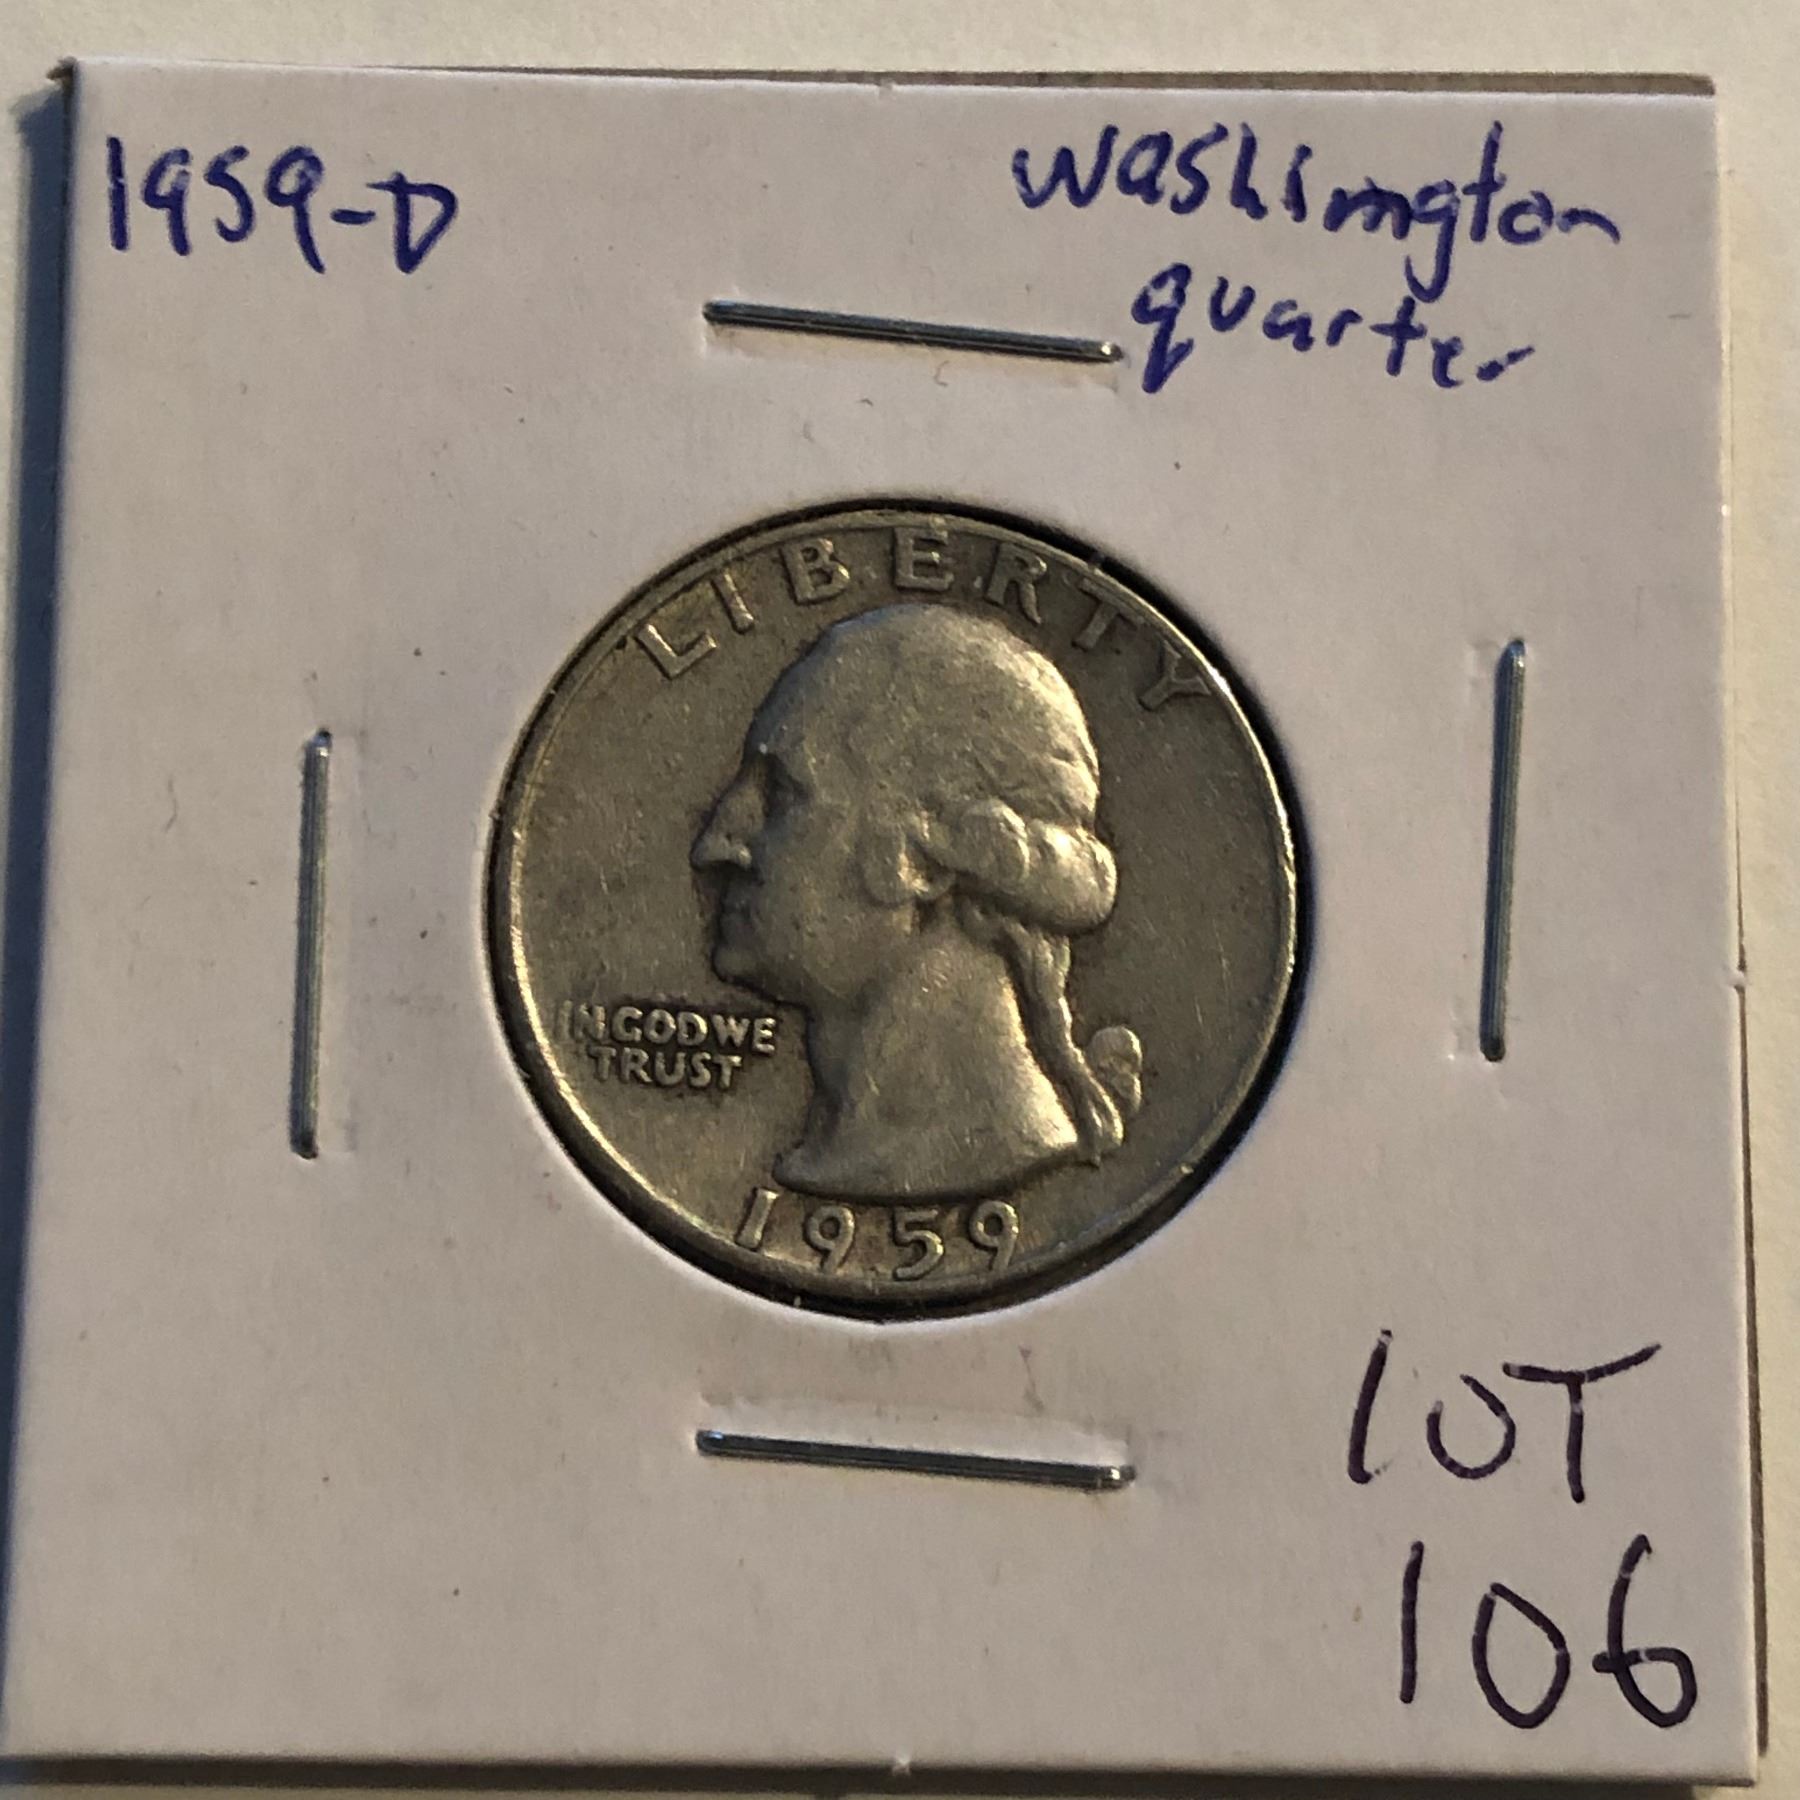 1959-D
Washington
quarter
LIBERTY
IN GOD WE
TRUST
1959
LOT
106